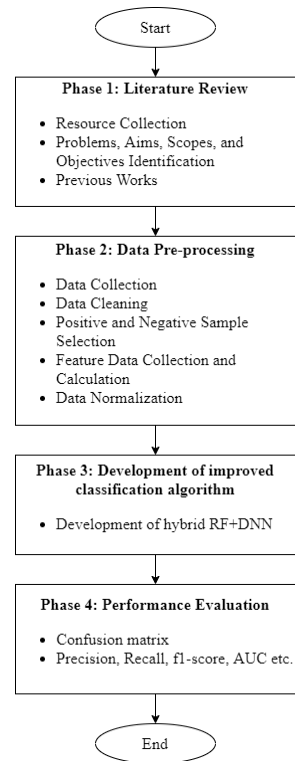 Start
Phase 1: Literature Review
• Resource Collection
• Problems, Aims, Scopes, and
Objectives Identification
• Previous Works
Phase 2: Data Pre-processing
• Data Collection
• Data Cleaning
• Positive and Negative Sample
Selection
• Feature Data Collection and
Calculation
• Data Normalization
Phase 3: Development of improved
classification algorithm
• Development of hybrid RF+DNN
Phase 4: Performance Evaluation
• Confusion matrix
• Precision, Recall, f1-score, AUC etc.
End